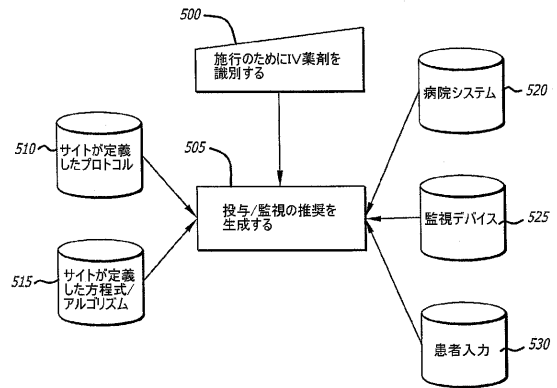 500
施行のためにIV薬剤を
識別する
病院システム
520
510
サイトが定義
したプロトコル
505
投与/監視の推奨を
生成する
監視デバイス
525
515
サイトが定義
した方程式/
アルゴリズム
患者入力
530